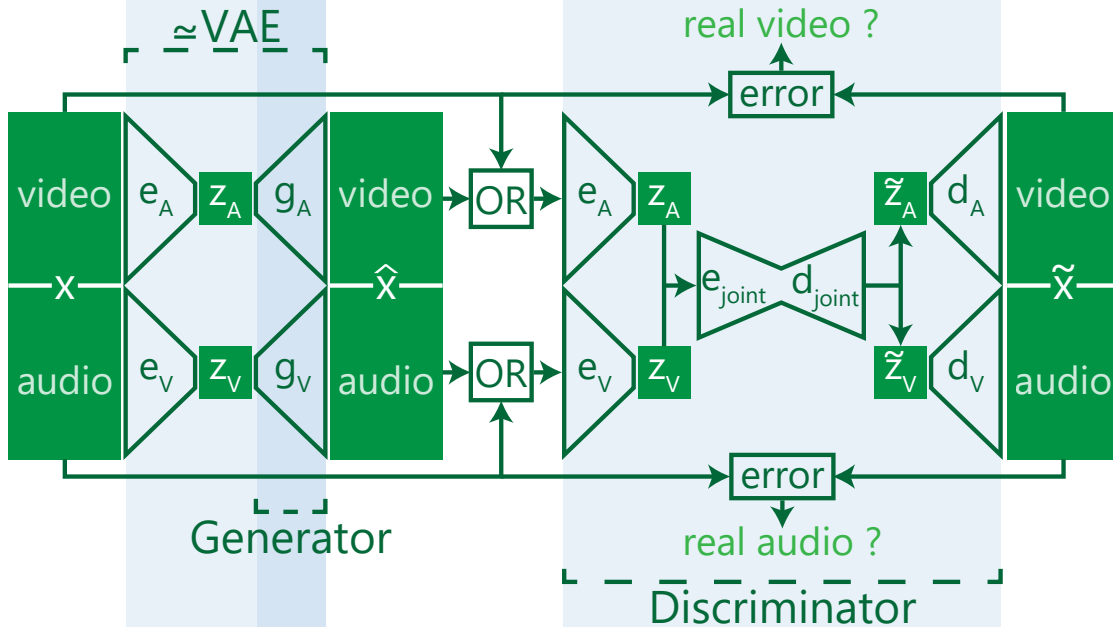 ≃VAE
real video ?
error
video
e_A
z_A
g_A
video
OR
e_A
z_A
z̃_A
d_A
video
x
x̂
e_joint
d_joint
x̃
audio
e_V
z_V
g_V
audio
OR
e_V
z_V
z̃_V
d_V
audio
error
Generator
real audio ?
Discriminator